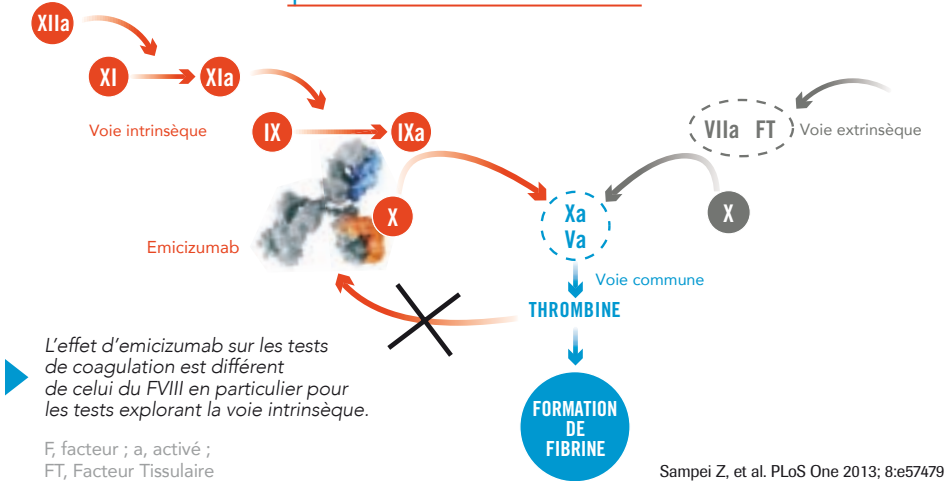 XIIa
XI
XIa
Voie intrinsèque
IX
IXa
VIIa FT
Voie extrinsèque
X
Xa
Va
X
Emicizumab
Voie commune
THROMBINE
L'effet d'emicizumab sur les tests
de coagulation est différent
de celui du FVIII en particulier pour
les tests explorant la voie intrinsèque.
FORMATION
DE
FIBRINE
F, facteur ; a, activé ;
FT, Facteur Tissulaire
Sampei Z, et al. PLoS One 2013; 8:e57479